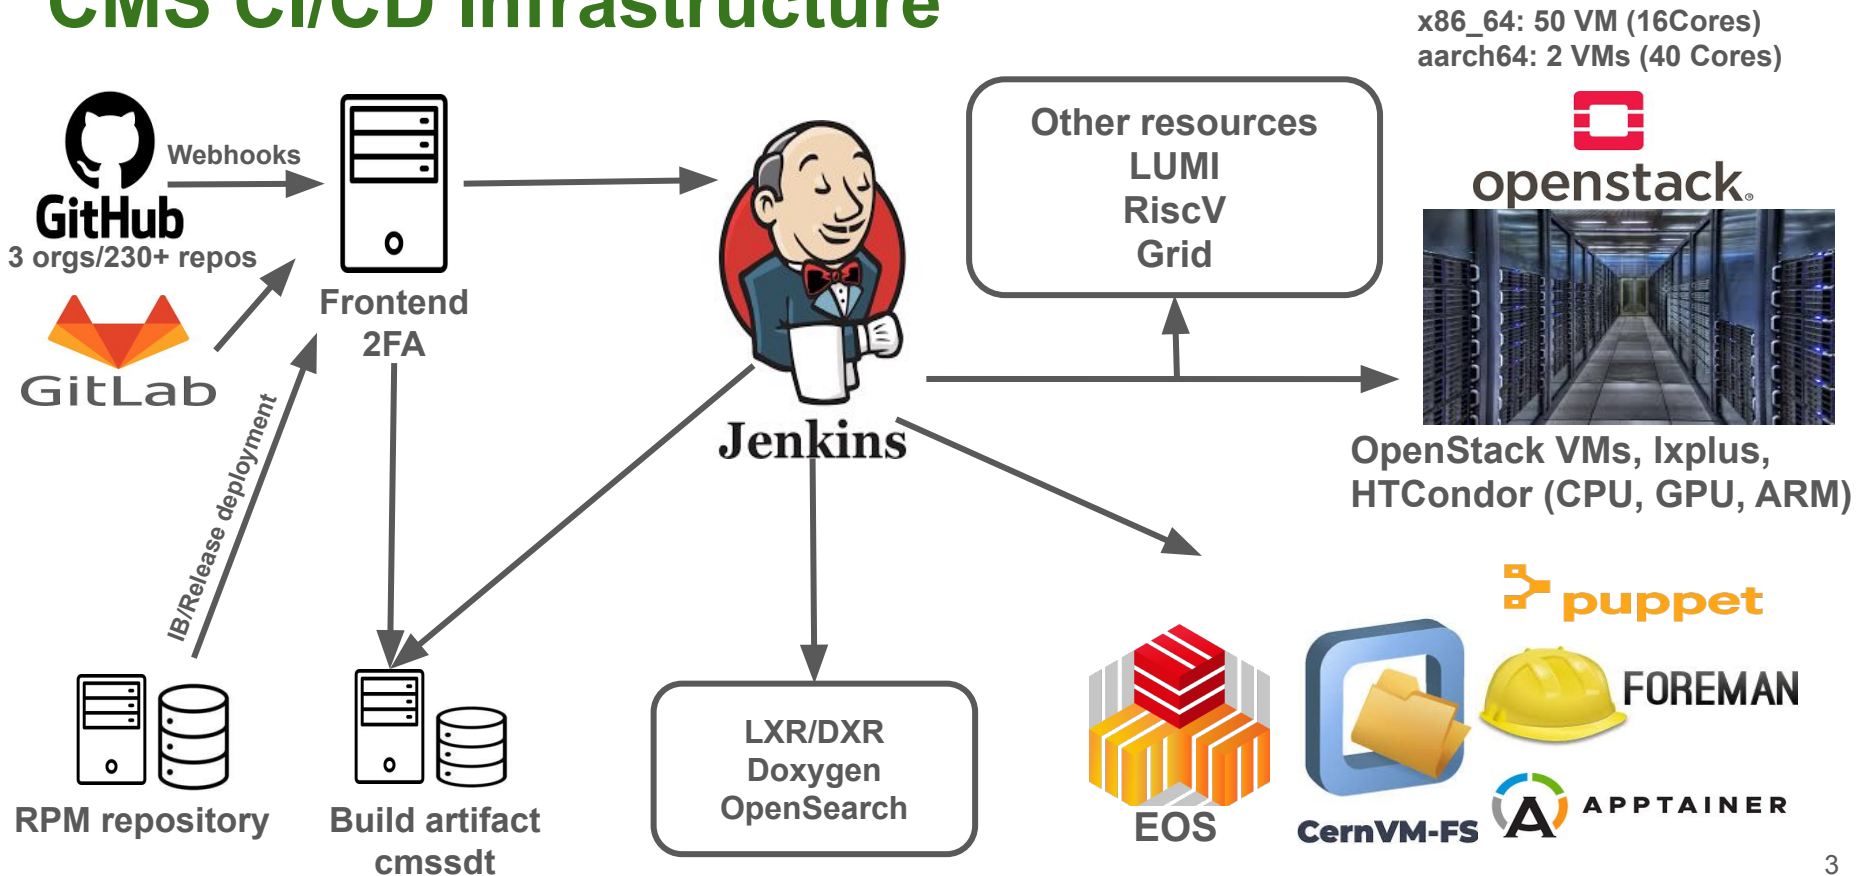 CMS CI/CD Infrastructure
x86_64: 50 VM (16Cores)
aarch64: 2 VMs (40 Cores)
openstack.
Webhooks
GitHub
3 orgs/230+ repos
GitLab
Frontend
2FA
IB/Release deployment
Jenkins
Other resources
LUMI
RiscV
Grid
OpenStack VMs, lxplus,
HTCondor (CPU, GPU, ARM)
RPM repository
Build artifact
cmssdt
LXR/DXR
Doxygen
OpenSearch
EOS
CernVM-FS
puppet
FOREMAN
APPTAINER
3